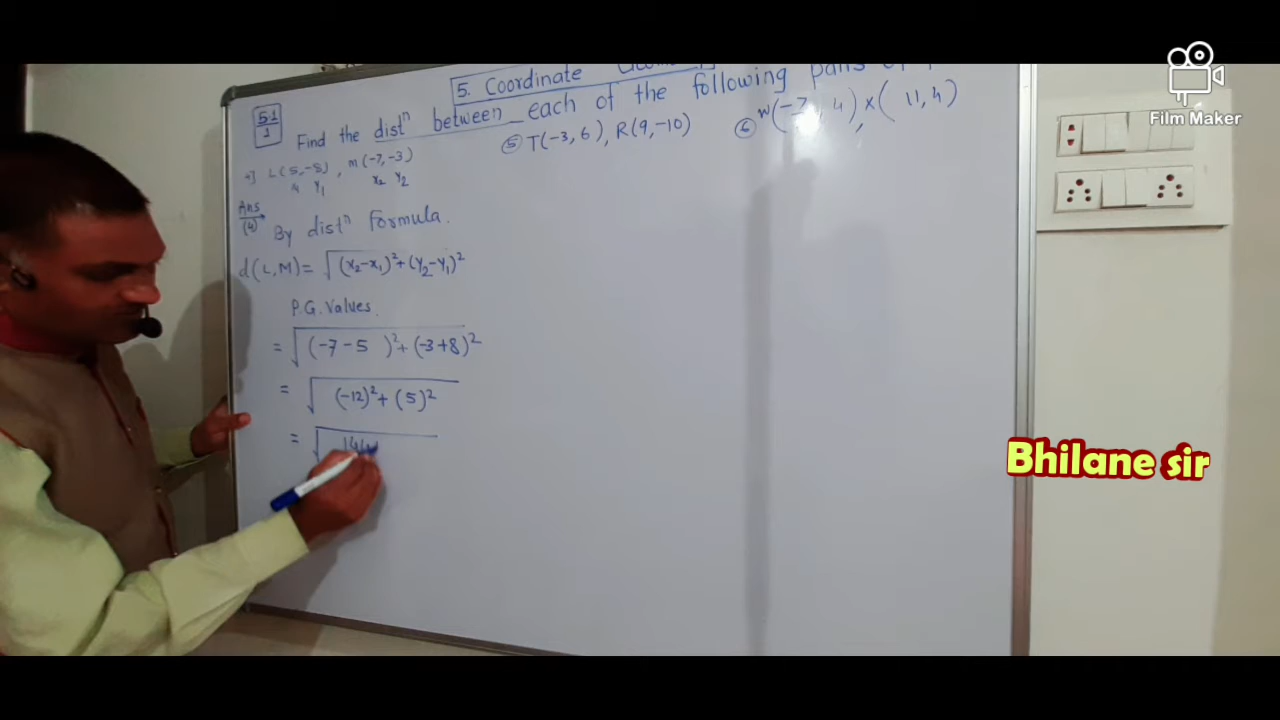 5. Coordinate
5.1
1
Find the distⁿ between each of the following pairs of
4] L(5,-8), M(-7,-3)
x₁ y₁ x₂ y₂
⑤ T(-3,6), R(9,-10)
⑥ W(-7, 4), X( 11,4)
Ans
(4)
By distⁿ Formula.
d(L,M)= √(x₂-x₁)²+(y₂-y₁)²
P.G. Values.
= √(-7-5 )²+(-3+8)²
= √(-12)²+(5)²
= √144
Film Maker
Bhilane sir